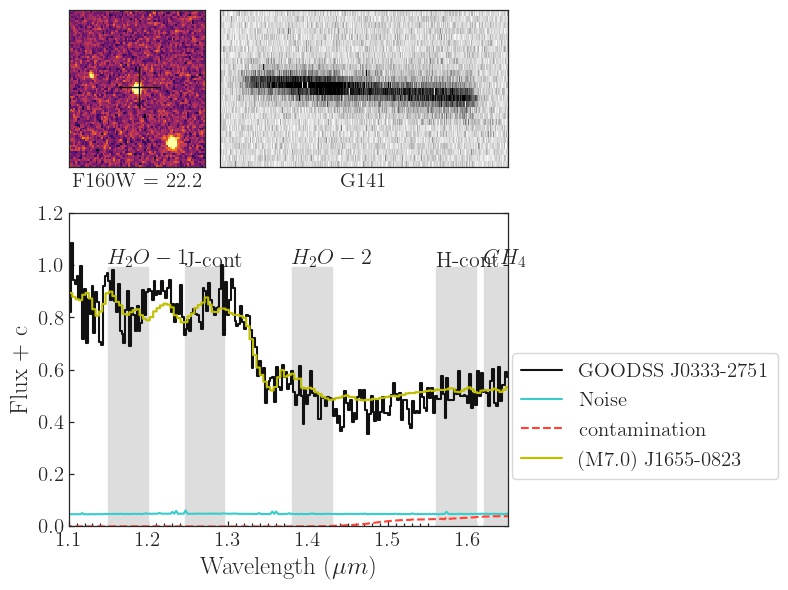 F160W = 22.2
G141
1.2
1.0
0.8
0.6
0.4
0.2
0.0
Flux + c
H₂O − 1
J-cont
H₂O − 2
H-cont
CH₄
GOODSS J0333-2751
Noise
contamination
(M7.0) J1655-0823
1.1 1.2 1.3 1.4 1.5 1.6
Wavelength (μm)